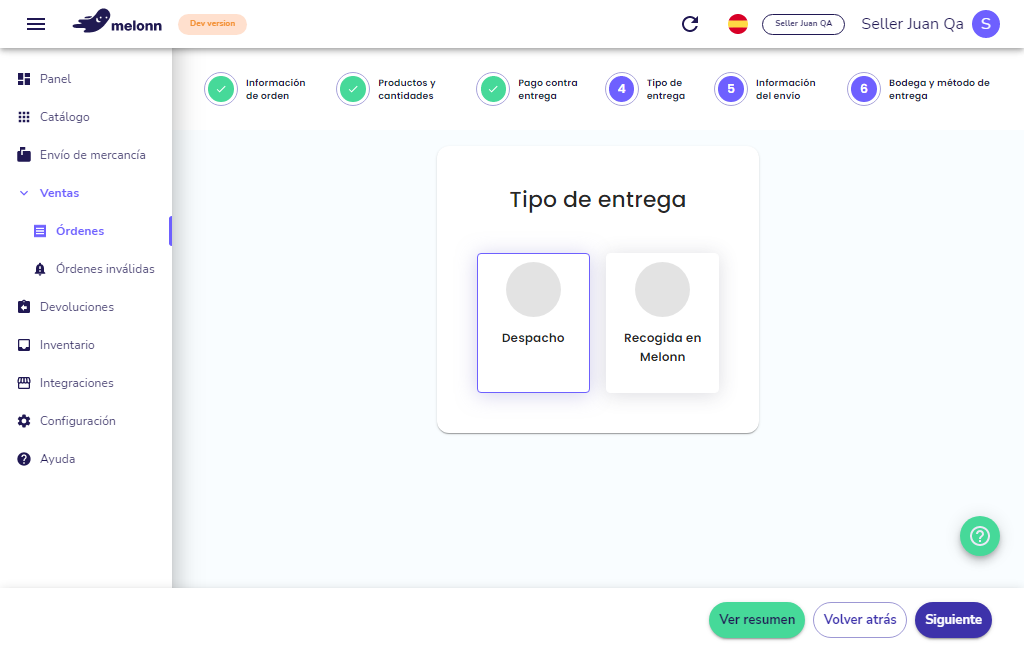 melonn
Dev version
Seller Juan QA
Seller Juan Qa
S
Panel
Catálogo
Envío de mercancía
Ventas
Órdenes
Órdenes inválidas
Devoluciones
Inventario
Integraciones
Configuración
Ayuda
Información
de orden
Productos y
cantidades
Pago contra
entrega
4
Tipo de
entrega
5
Información
del envío
6
Bodega y método de
entrega
Tipo de entrega
Despacho
Recogida en
Melonn
Ver resumen
Volver atrás
Siguiente